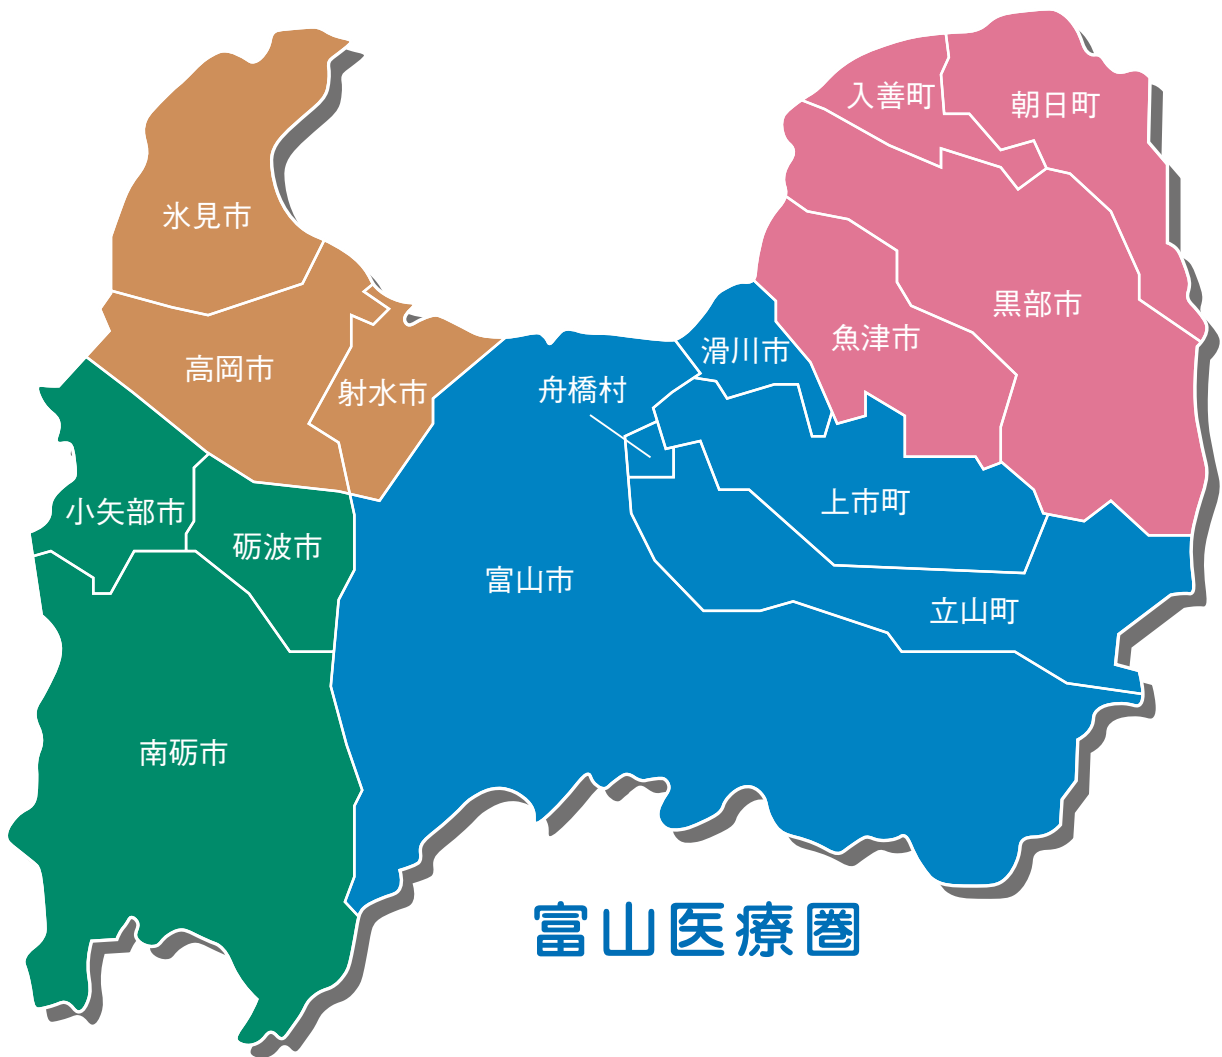 入善町
朝日町
氷見市
黒部市
魚津市
滑川市
高岡市
射水市
舟橋村
上市町
小矢部市
砺波市
富山市
立山町
南砺市
富山医療圏